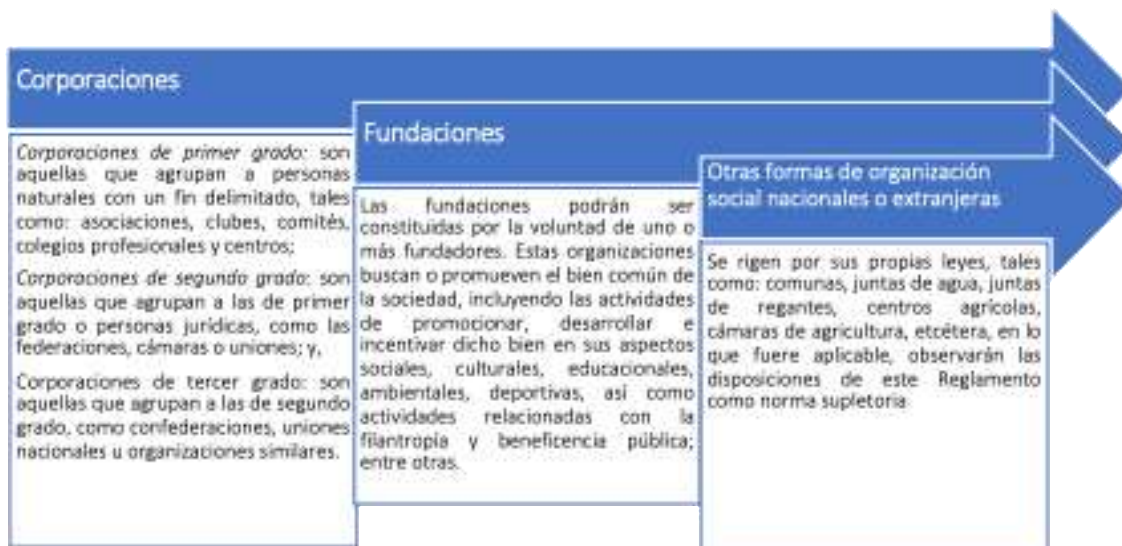 Corporaciones
Corporaciones de primer grado: son
aquellas que agrupan a personas
naturales con un fin delimitado, tales
como: asociaciones, clubes, comités,
colegios profesionales y centros;
Corporaciones de segundo grado: son
aquellas que agrupan a las de primer
grado o personas jurídicas, como las
federaciones, cámaras o uniones; y,
Corporaciones de tercer grado: son
aquellas que agrupan a las de segundo
grado, como confederaciones, uniones
nacionales u organizaciones similares.
Fundaciones
Las fundaciones podrán ser
constituidas por la voluntad de uno o
más fundadores. Estas organizaciones
buscan o promueven el bien común de
la sociedad, incluyendo las actividades
de promocionar, desarrollar e
incentivar dicho bien en sus aspectos
sociales, culturales, educacionales,
ambientales, deportivas, así como
actividades relacionadas con la
filantropía y beneficencia pública;
entre otras.
Otras formas de organización
social nacionales o extranjeras
Se rigen por sus propias leyes, tales
como: comunas, juntas de agua, juntas
de regantes, centros agrícolas,
cámaras de agricultura, etcétera, en lo
que fuere aplicable, observarán las
disposiciones de este Reglamento
como norma supletoria